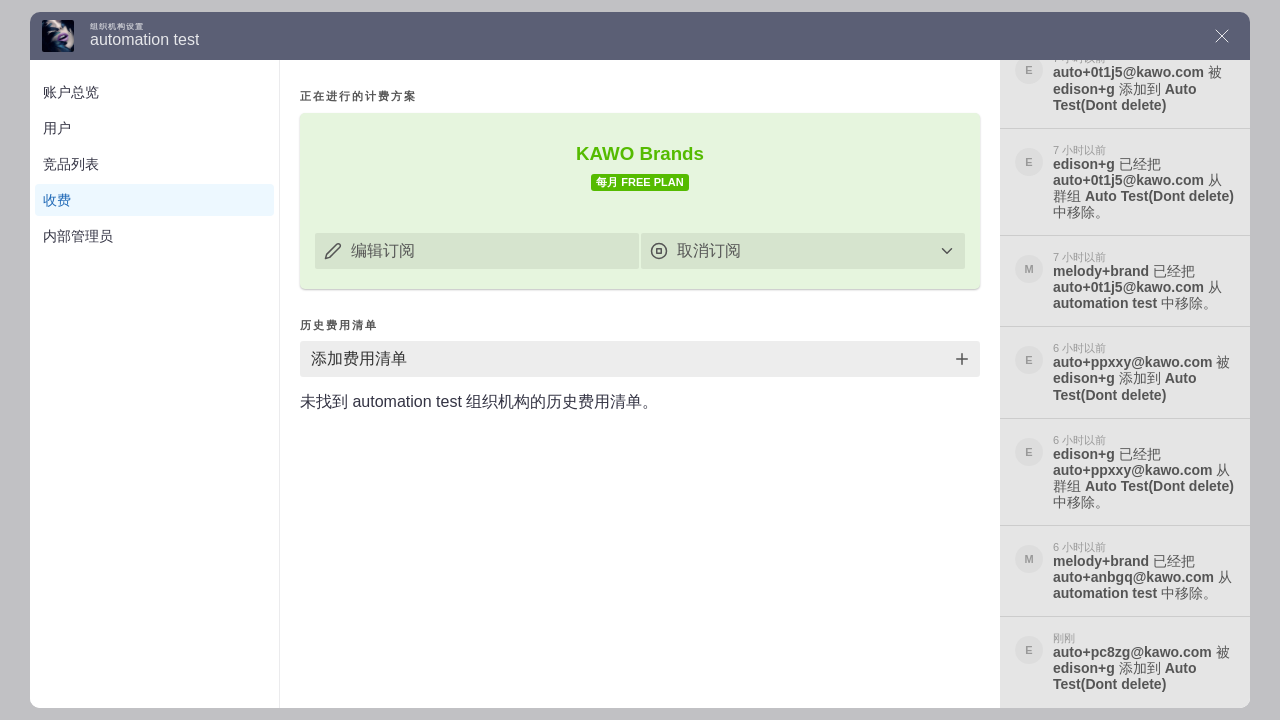 组织机构设置
automation test
账户总览
用户
竞品列表
收费
内部管理员
正在进行的计费方案
KAWO Brands
每月 FREE PLAN
编辑订阅
取消订阅
历史费用清单
添加费用清单
未找到 automation test 组织机构的历史费用清单。
E
7 小时以前
auto+0t1j5@kawo.com 被
edison+g 添加到 Auto
Test(Dont delete)
E
7 小时以前
edison+g 已经把
auto+0t1j5@kawo.com 从
群组 Auto Test(Dont delete)
中移除。
M
7 小时以前
melody+brand 已经把
auto+0t1j5@kawo.com 从
automation test 中移除。
E
6 小时以前
auto+ppxxy@kawo.com 被
edison+g 添加到 Auto
Test(Dont delete)
E
6 小时以前
edison+g 已经把
auto+ppxxy@kawo.com 从
群组 Auto Test(Dont delete)
中移除。
M
6 小时以前
melody+brand 已经把
auto+anbgq@kawo.com 从
automation test 中移除。
E
刚刚
auto+pc8zg@kawo.com 被
edison+g 添加到 Auto
Test(Dont delete)